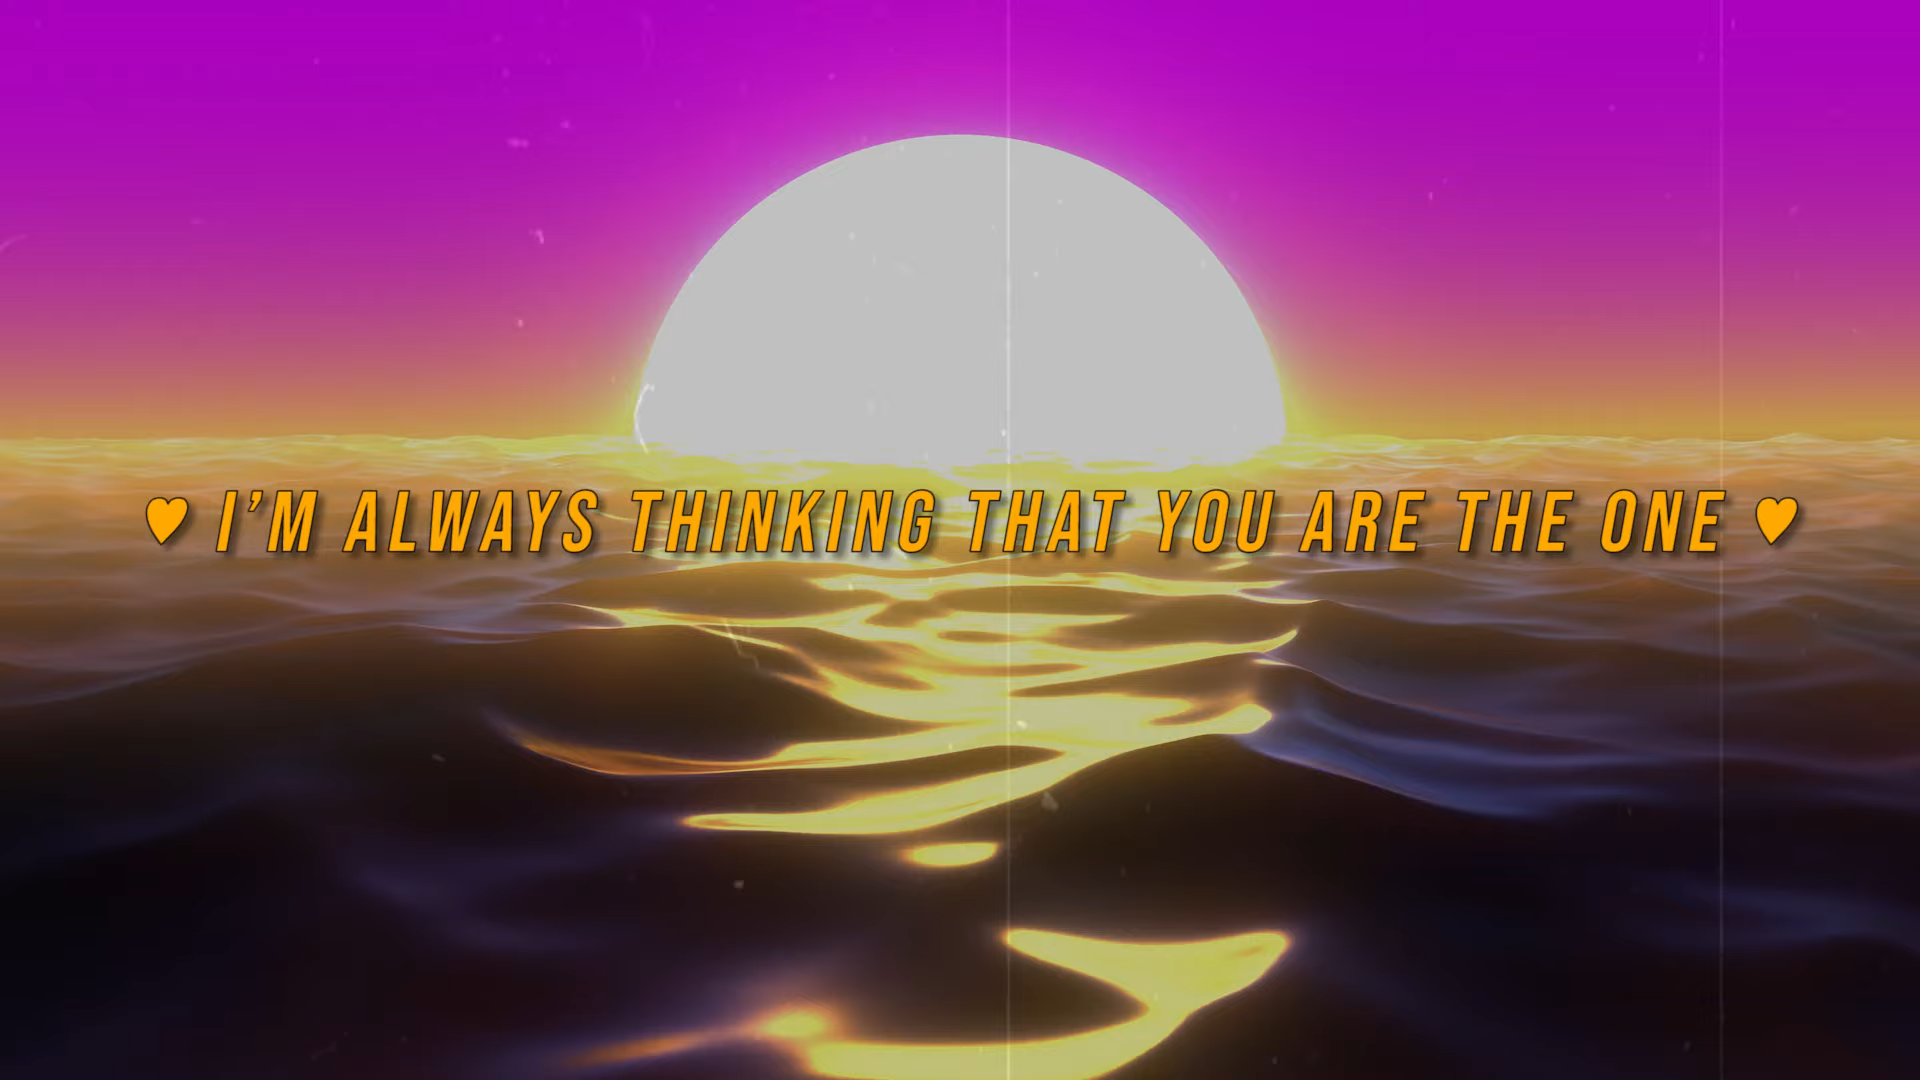 ♥ I'M ALWAYS THINKING THAT YOU ARE THE ONE ♥